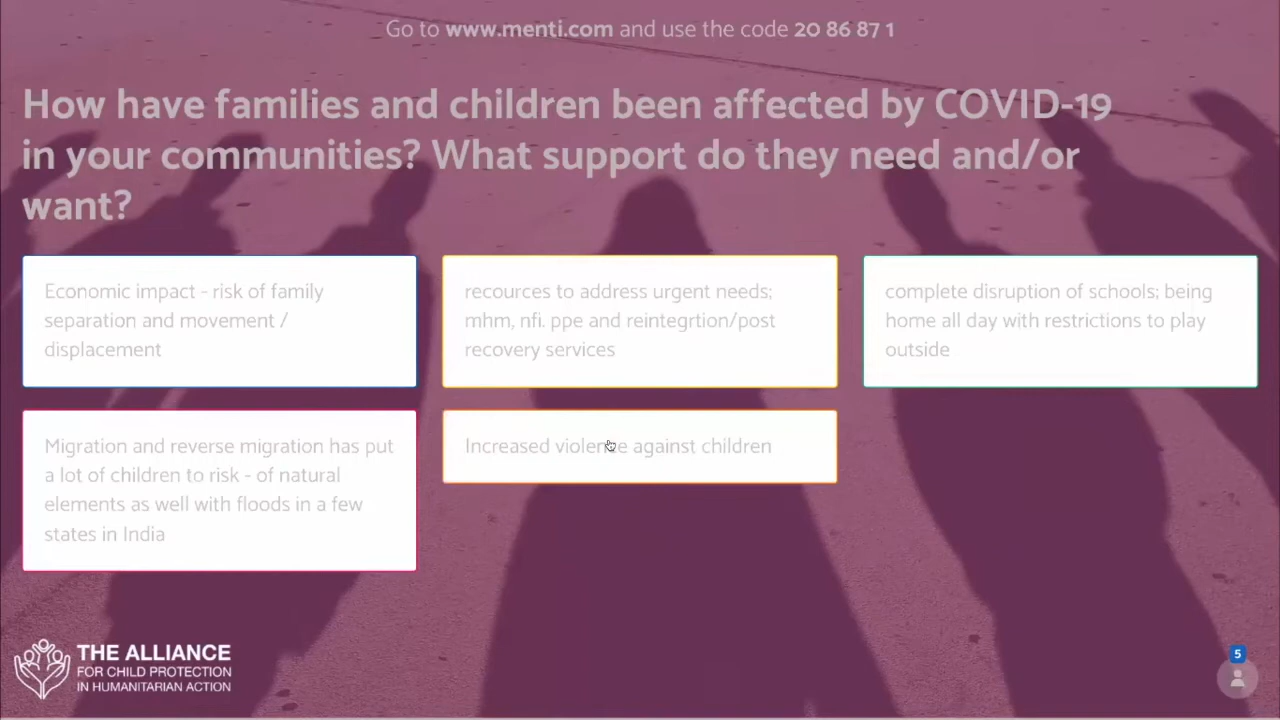 Go to www.menti.com and use the code 20 86 87 1
How have families and children been affected by COVID-19
in your communities? What support do they need and/or
want?
Economic impact - risk of family
separation and movement /
displacement
recources to address urgent needs;
mhm, nfi. ppe and reintegrtion/post
recovery services
complete disruption of schools; being
home all day with restrictions to play
outside
Migration and reverse migration has put
a lot of children to risk - of natural
elements as well with floods in a few
states in India
Increased violence against children
THE ALLIANCE
FOR CHILD PROTECTION
IN HUMANITARIAN ACTION
5